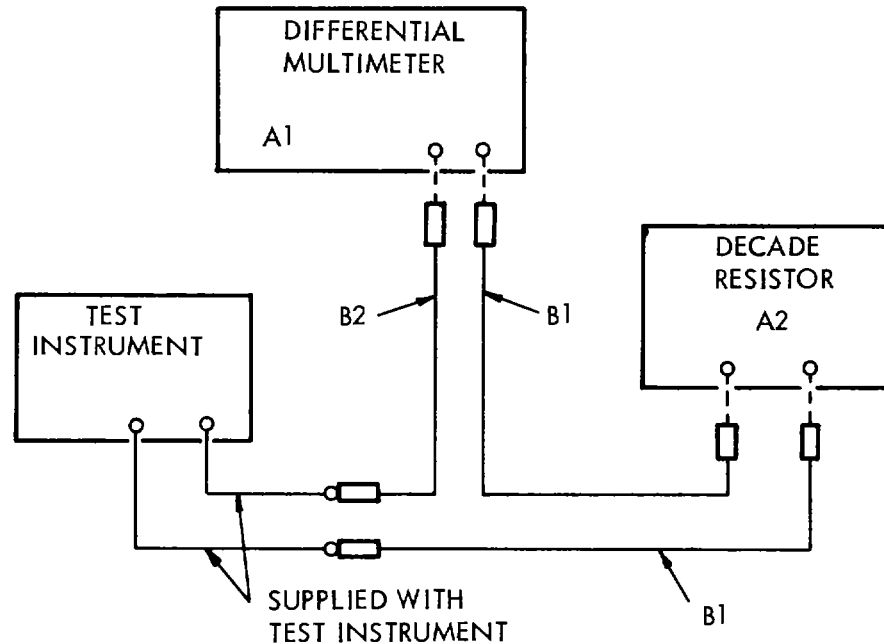 DIFFERENTIAL
MULTIMETER
A1
DECADE
RESISTOR
A2
TEST
INSTRUMENT
B2
B1
SUPPLIED WITH
TEST INSTRUMENT
B1